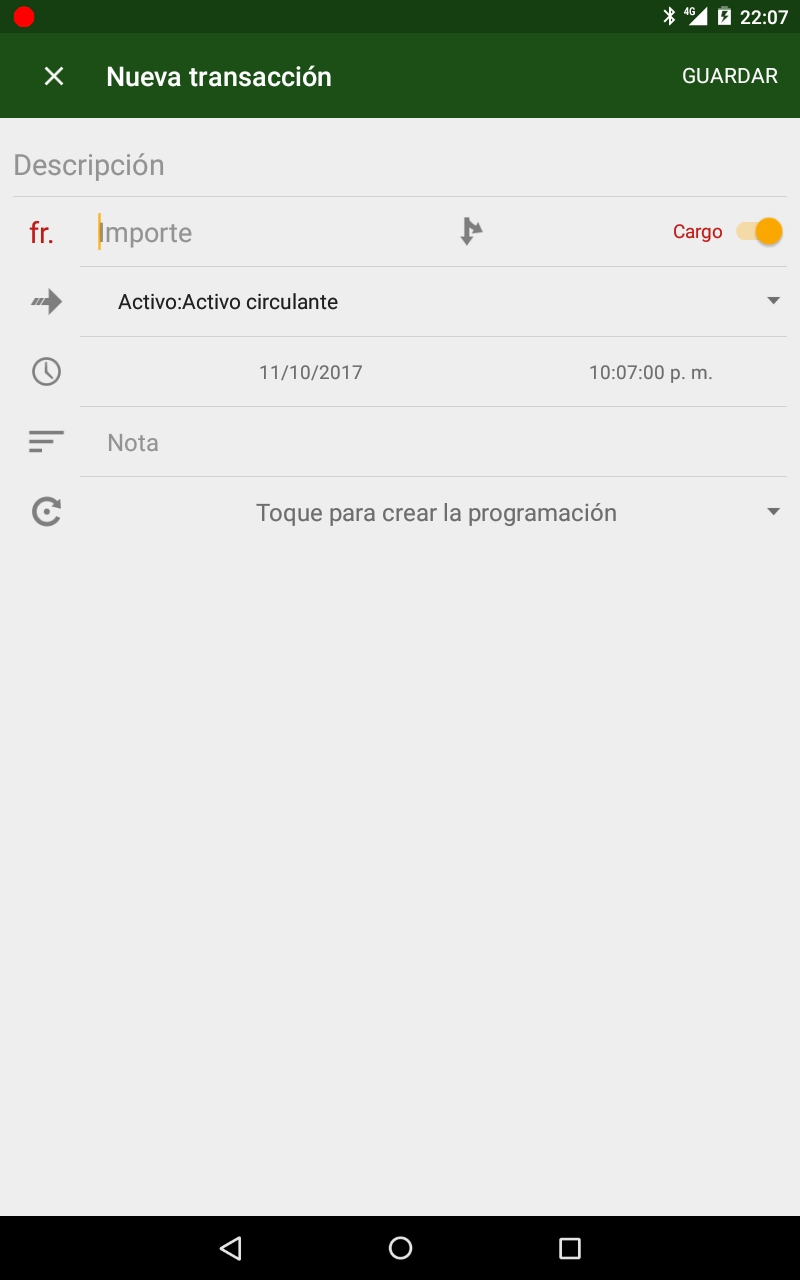 4G 22:07
Nueva transacción GUARDAR
Descripción
fr. Importe Cargo
Activo:Activo circulante
11/10/2017 10:07:00 p. m.
Nota
Toque para crear la programación